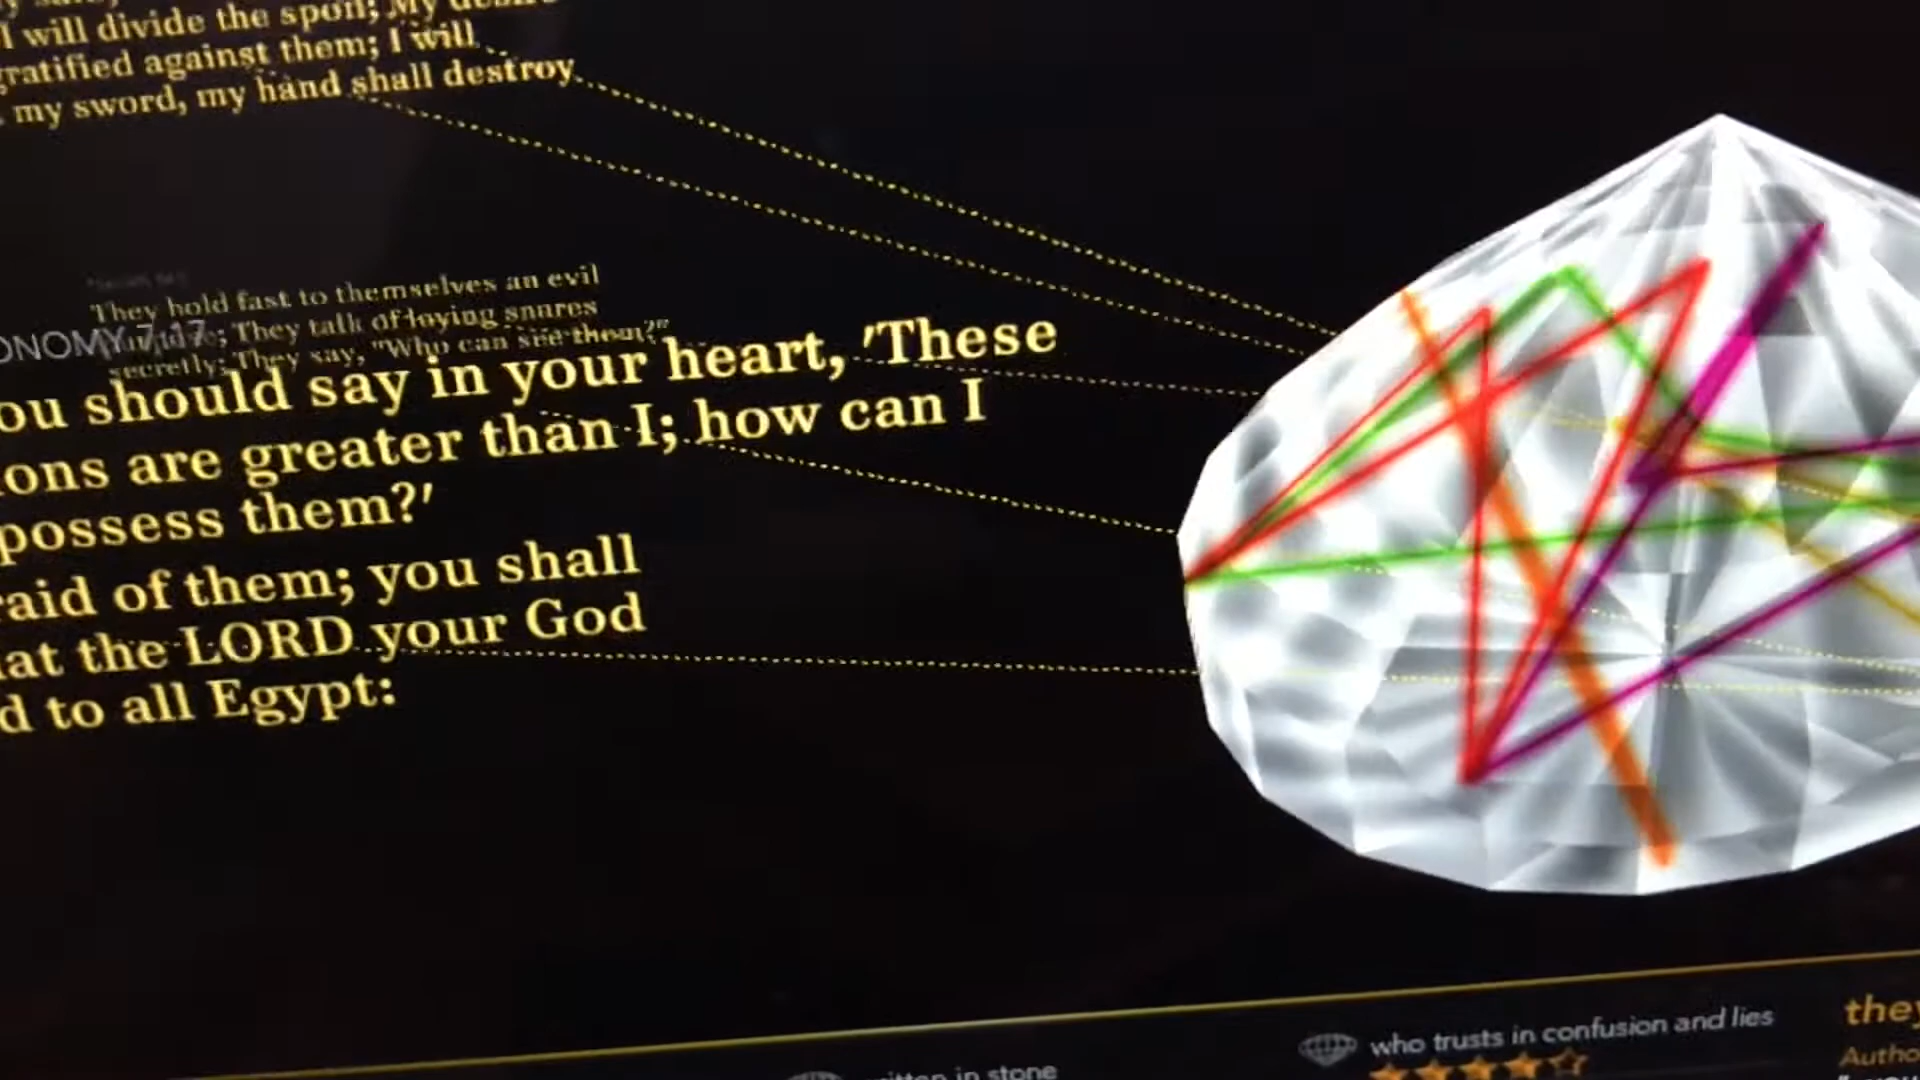 I will divide the spoil; My desire
gratified against them; I will
my sword, my hand shall destroy
They hold fast to themselves an evil
They talk of laying snares
secretly; They say, "Who can see them?"
ONOMY 7:17
ou should say in your heart, 'These
ions are greater than I; how can I
possess them?'
raid of them; you shall
at the LORD your God
d to all Egypt:
who trusts in confusion and lies
they
Autho
itten in stone